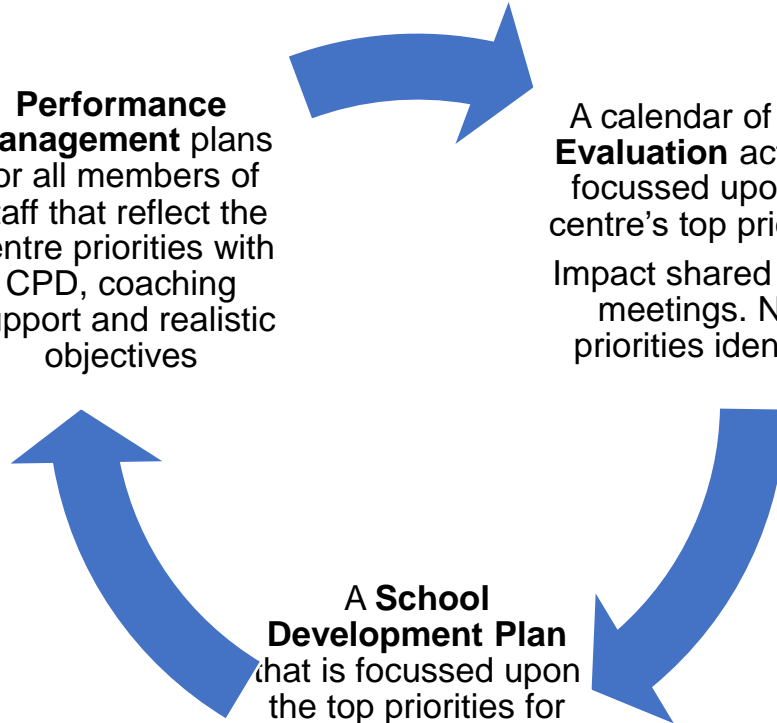 Performance
anagement plans
or all members of
aff that reflect the
entre priorities with
CPD, coaching
upport and realistic
objectives
A calendar of
Evaluation act
focussed upo
centre's top pri
Impact shared
meetings. N
priorities iden
A School
Development Plan
that is focussed upon
the top priorities for